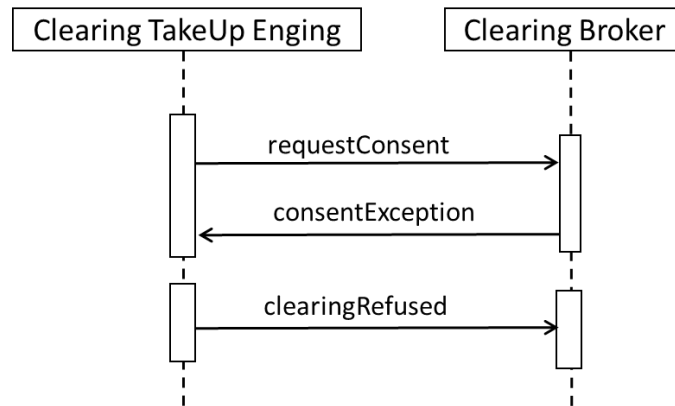 Clearing TakeUp Enging
Clearing Broker
requestConsent
consentException
clearingRefused